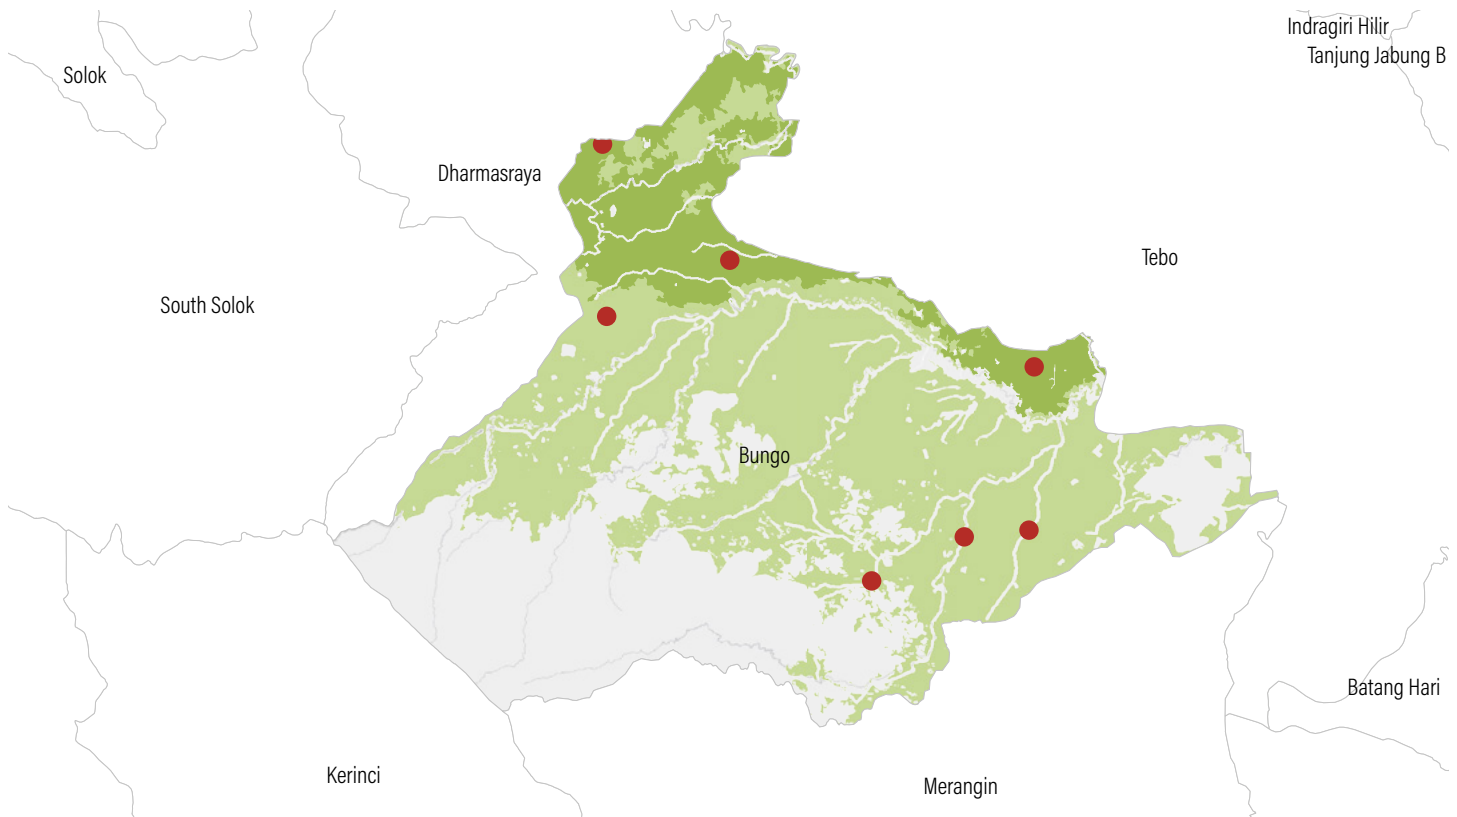 Indragiri Hilir
Tanjung Jabung B
Solok
Dharmasraya
Tebo
South Solok
Bungo
Batang Hari
Kerinci
Merangin